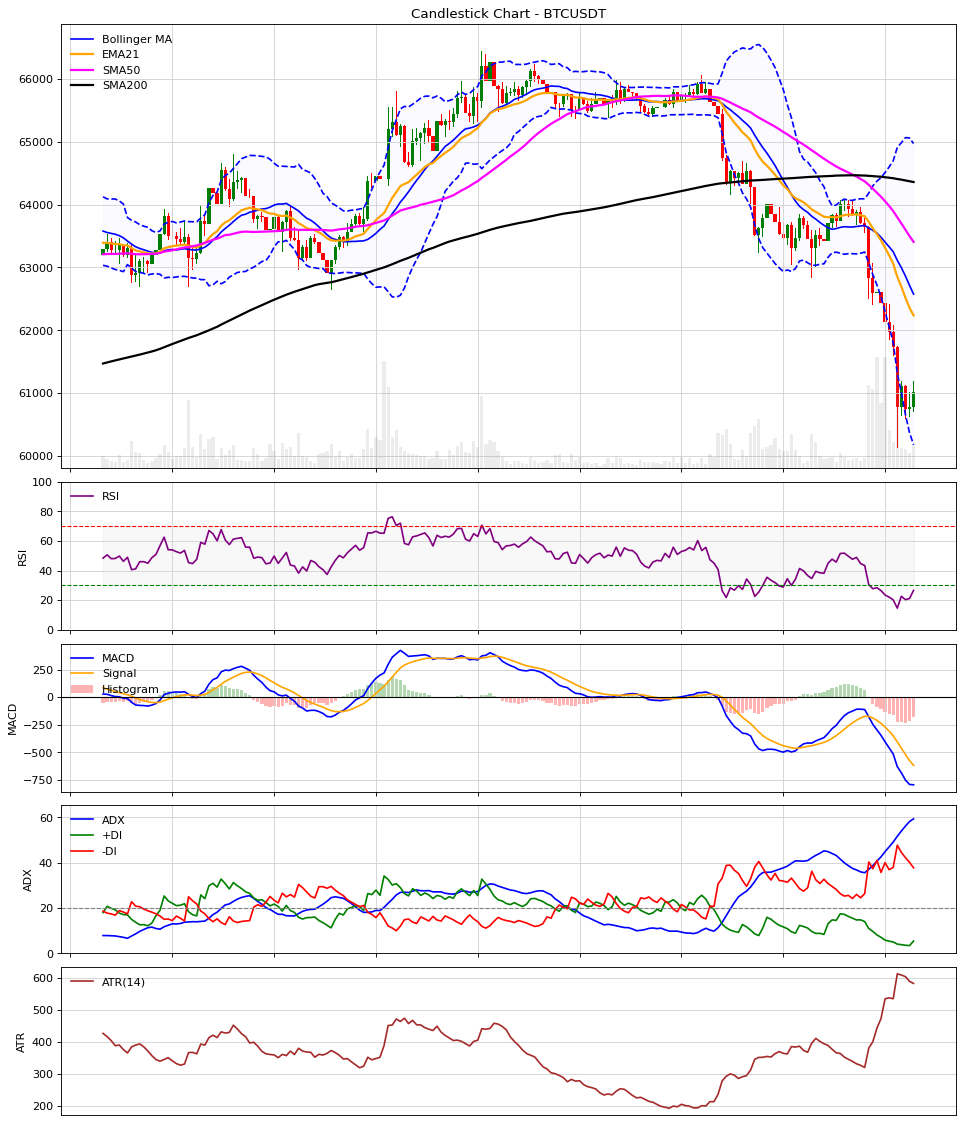 Candlestick Chart - BTCUSDT
Bollinger MA
EMA21
SMA50
SMA200
66000
65000
64000
63000
62000
61000
60000
RSI
100
80
60
40
20
0
RSI
MACD
Signal
Histogram
250
0
−250
−500
−750
MACD
ADX
+DI
-DI
60
40
20
0
ADX
ATR(14)
600
500
400
300
200
ATR